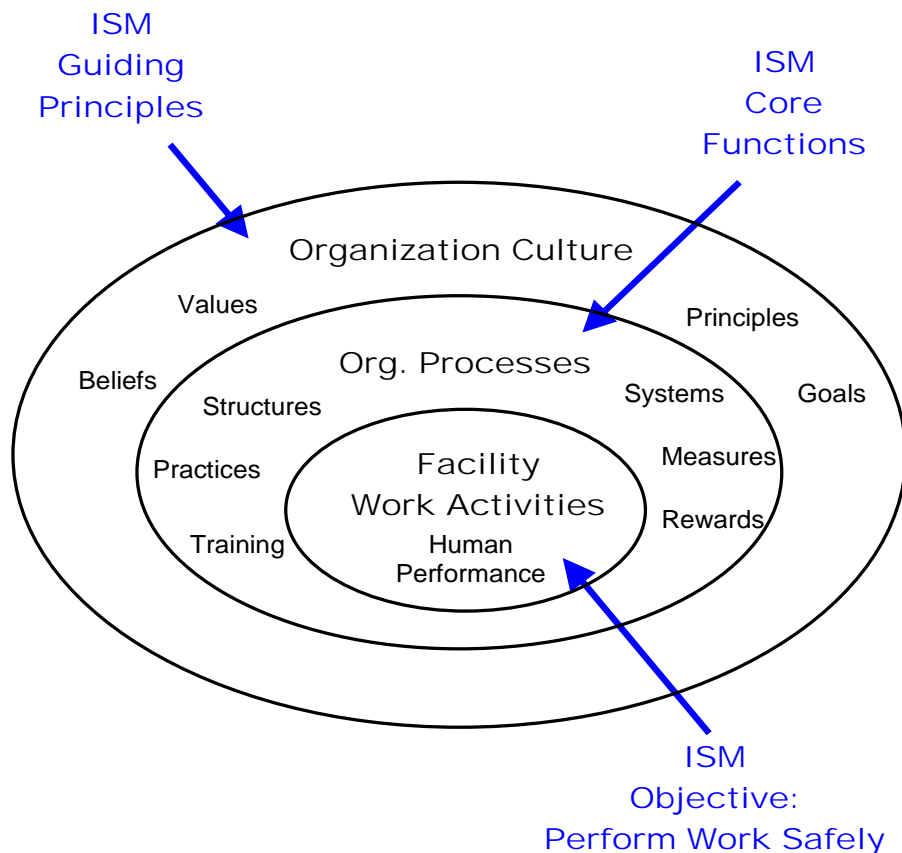 ISM
Guiding
Principles
ISM
Core
Functions
Organization Culture
Values
Principles
Beliefs
Goals
Org. Processes
Structures
Systems
Practices
Measures
Training
Rewards
Facility
Work Activities
Human
Performance
ISM
Objective:
Perform Work Safely